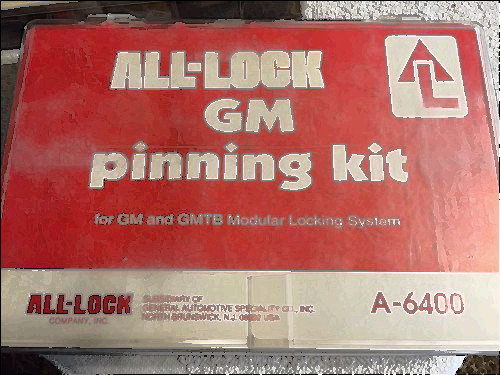 ALL-LOCK
GM
pinning kit
for GM and GMTB Modular Locking System
ALL-LOCK
COMPANY, INC.
SUBSIDIARY OF
GENERAL AUTOMOTIVE SPECIALTY CO., INC.
NORTH BRUNSWICK, N.J. 08902 USA
A-6400